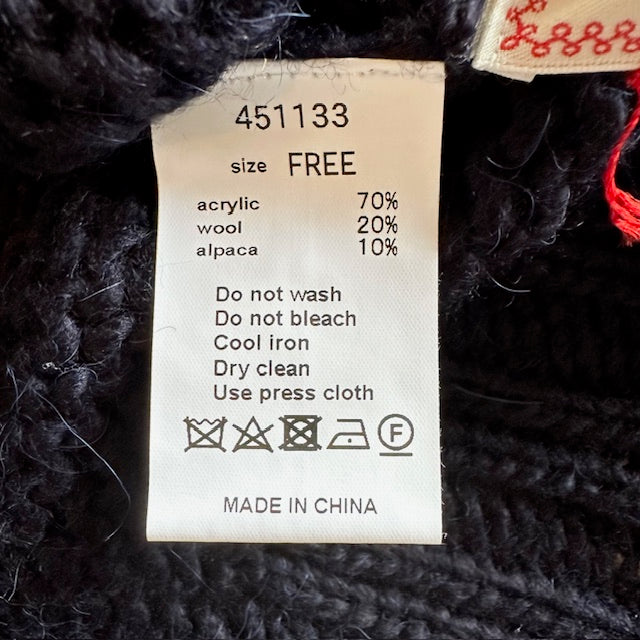 451133
size FREE
acrylic 70%
wool 20%
alpaca 10%
Do not wash
Do not bleach
Cool iron
Dry clean
Use press cloth
F
MADE IN CHINA